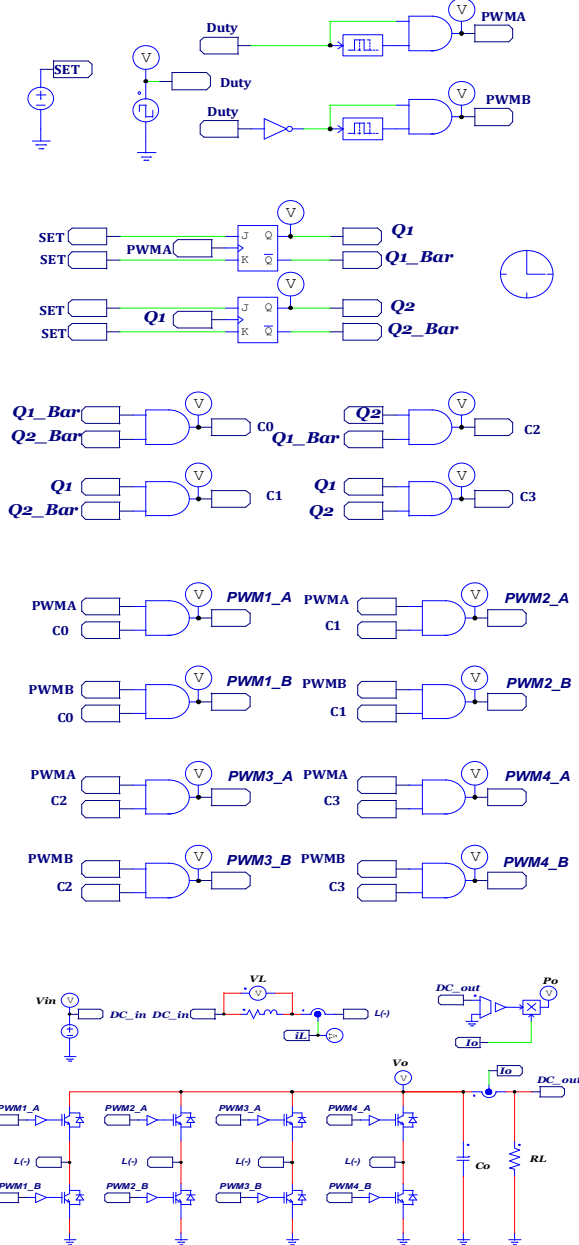 V
PWMA
Duty
V
SET
Duty
V
PWMB
Duty
V
SET
J
Q
Q1
PWMA
SET
K
Q
Q1_Bar
V
SET
J
Q
Q2
Q1
SET
K
Q
Q2_Bar
V
V
Q1_Bar
Q2
C0
C2
Q2_Bar
Q1_Bar
V
V
Q1
Q1
C1
C3
Q2_Bar
Q2
V
PWM1_A
V
PWM2_A
PWMA
PWMA
C0
C1
V
PWM1_B
V
PWM2_B
PWMB
PWMB
C0
C1
V
PWM3_A
V
PWM4_A
PWMA
PWMA
C2
C3
V
PWM3_B
V
PWM4_B
PWMB
PWMB
C2
C3
VL
V
Vin
V
DC_in
DC_in
L(-)
iL
DC_out
Po
V
Io
Vo
V
Io
DC_out
PWM1_A
PWM2_A
PWM3_A
PWM4_A
L(-)
L(-)
L(-)
L(-)
Co
RL
PWM1_B
PWM2_B
PWM3_B
PWM4_B